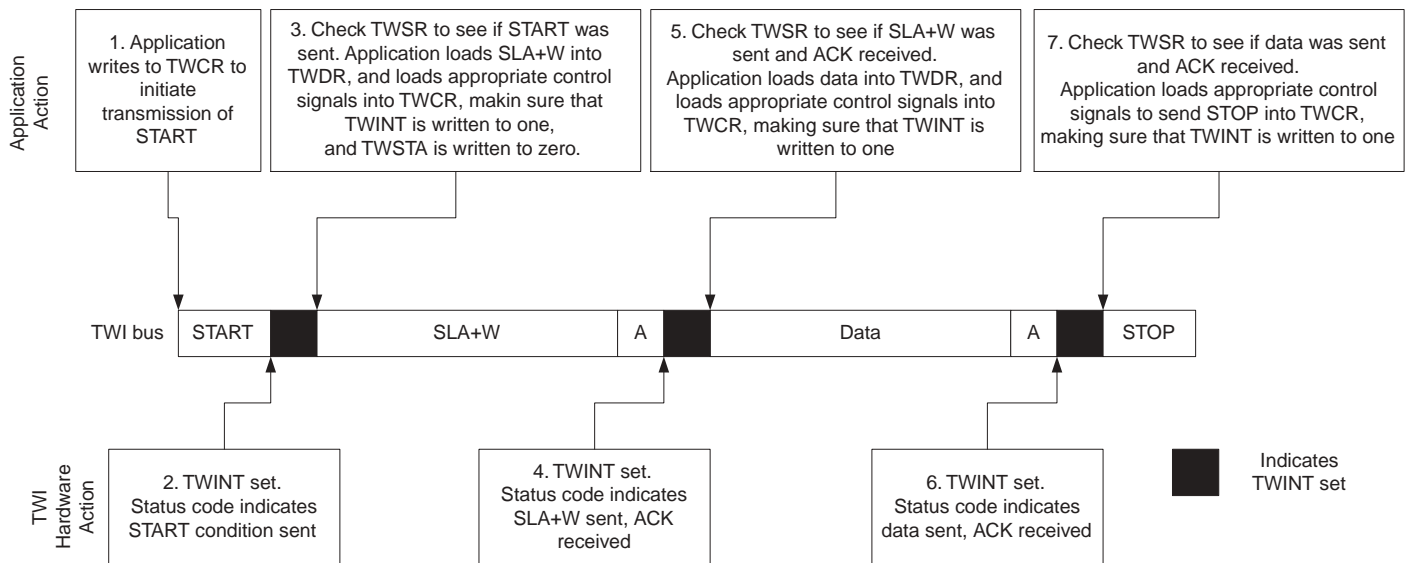 Application
Action
1. Application
writes to TWCR to
initiate
transmission of
START
3. Check TWSR to see if START was
sent. Application loads SLA+W into
TWDR, and loads appropriate control
signals into TWCR, makin sure that
TWINT is written to one,
and TWSTA is written to zero.
5. Check TWSR to see if SLA+W was
sent and ACK received.
Application loads data into TWDR, and
loads appropriate control signals into
TWCR, making sure that TWINT is
written to one
7. Check TWSR to see if data was sent
and ACK received.
Application loads appropriate control
signals to send STOP into TWCR,
making sure that TWINT is written to one
TWI bus
START
SLA+W
A
Data
A
STOP
TWI
Hardware
Action
2. TWINT set.
Status code indicates
START condition sent
4. TWINT set.
Status code indicates
SLA+W sent, ACK
received
6. TWINT set.
Status code indicates
data sent, ACK received
Indicates
TWINT set